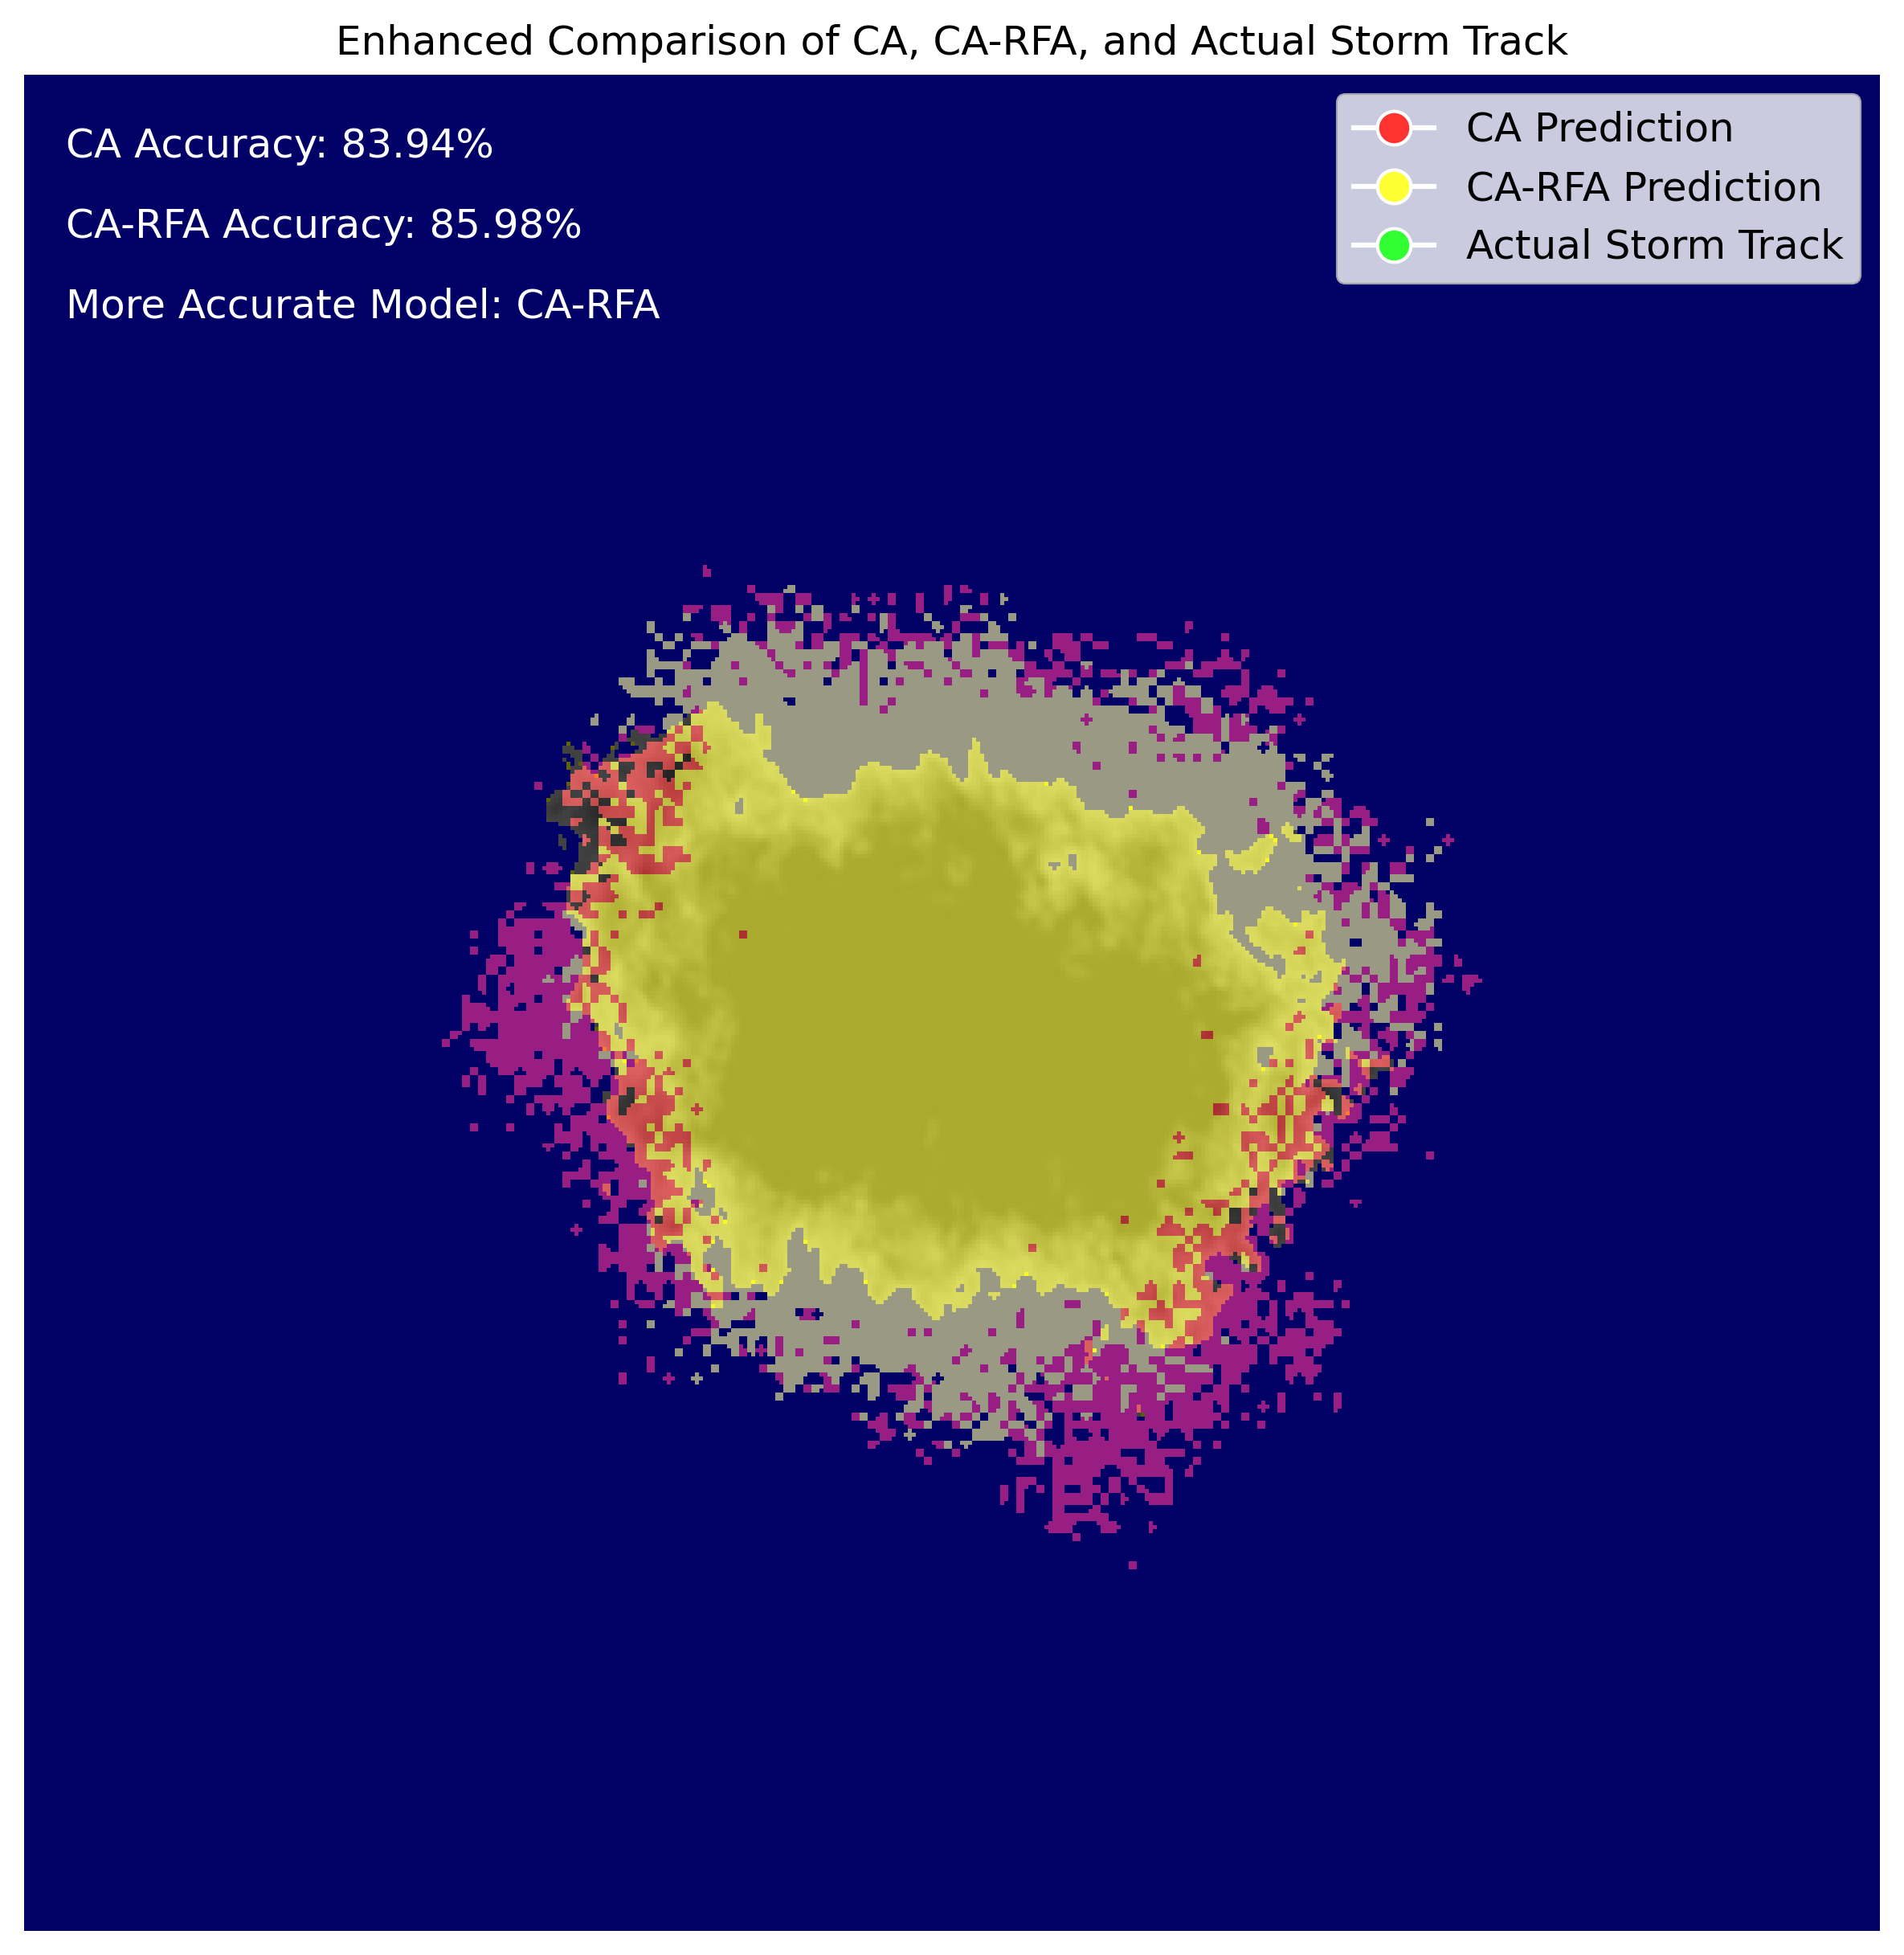 Enhanced Comparison of CA, CA-RFA, and Actual Storm Track
CA Accuracy: 83.94%
CA-RFA Accuracy: 85.98%
More Accurate Model: CA-RFA
CA Prediction
CA-RFA Prediction
Actual Storm Track